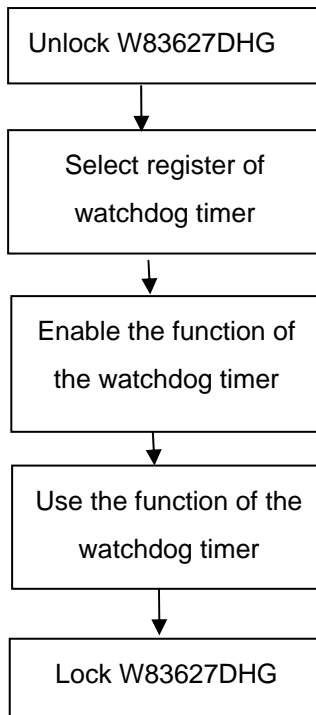 Unlock W83627DHG
Select register of
watchdog timer
Enable the function of
the watchdog timer
Use the function of the
watchdog timer
Lock W83627DHG